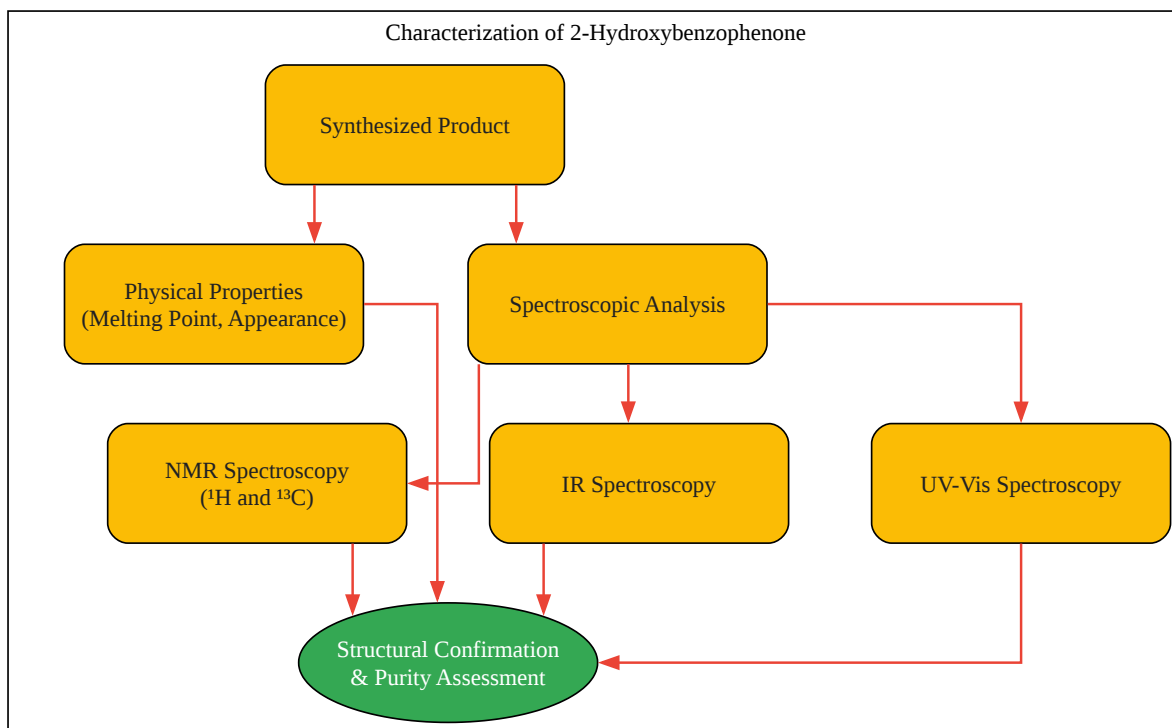 Characterization of 2-Hydroxybenzophenone
Synthesized Product
Physical Properties
(Melting Point, Appearance)
Spectroscopic Analysis
NMR Spectroscopy
(¹H and ¹³C)
IR Spectroscopy
UV-Vis Spectroscopy
Structural Confirmation
& Purity Assessment